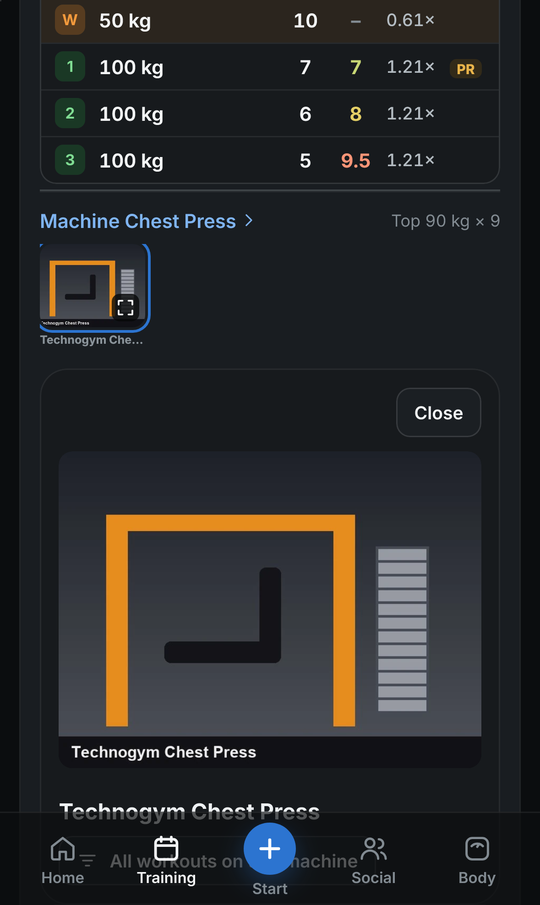 W 50 kg 10 – 0.61×
1 100 kg 7 7 1.21× PR
2 100 kg 6 8 1.21×
3 100 kg 5 9.5 1.21×
Machine Chest Press Top 90 kg × 9
Technogym Chest Press
Technogym Che...
Close
Technogym Chest Press
Technogym Chest Press
All workouts on machine
Home Training Start Social Body